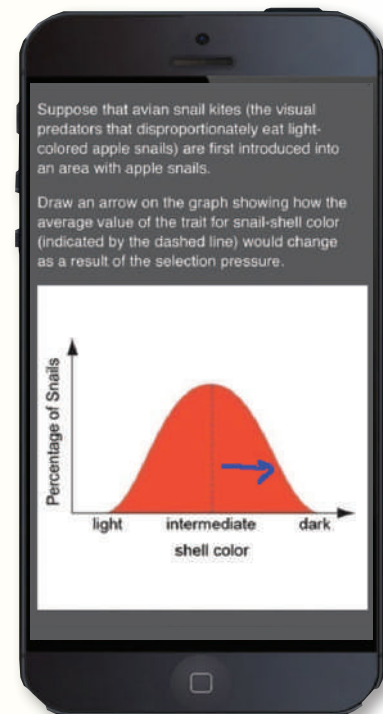 Suppose that avian snail kites (the visual
predators that disproportionately eat light-
colored apple snails) are first introduced into
an area with apple snails.
Draw an arrow on the graph showing how the
average value of the trait for snail-shell color
(indicated by the dashed line) would change
as a result of the selection pressure.
Percentage of Snails
light intermediate dark
shell color